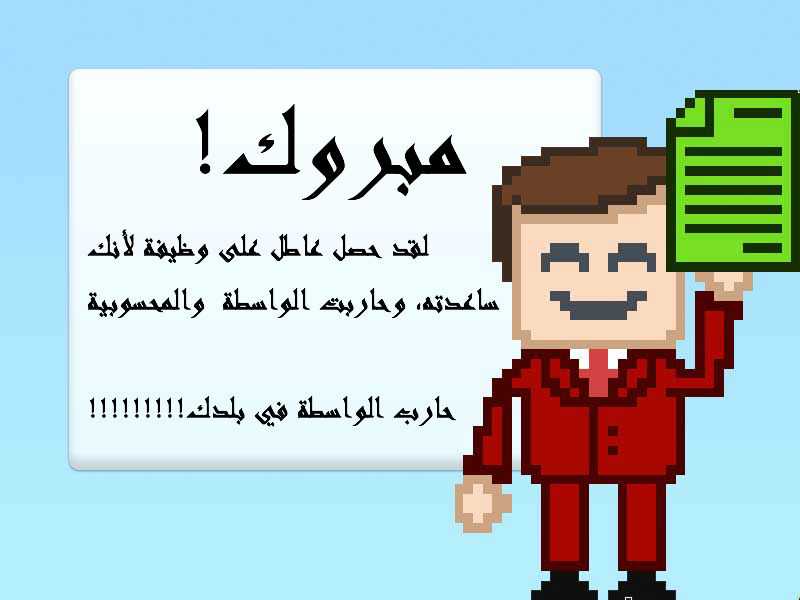 مبروك!
لقد حصل عاطل على وظيفة لأنك
ساعدته، وحاربت الواسطة والمحسوبية
حارب الواسطة في بلدك!!!!!!!!!